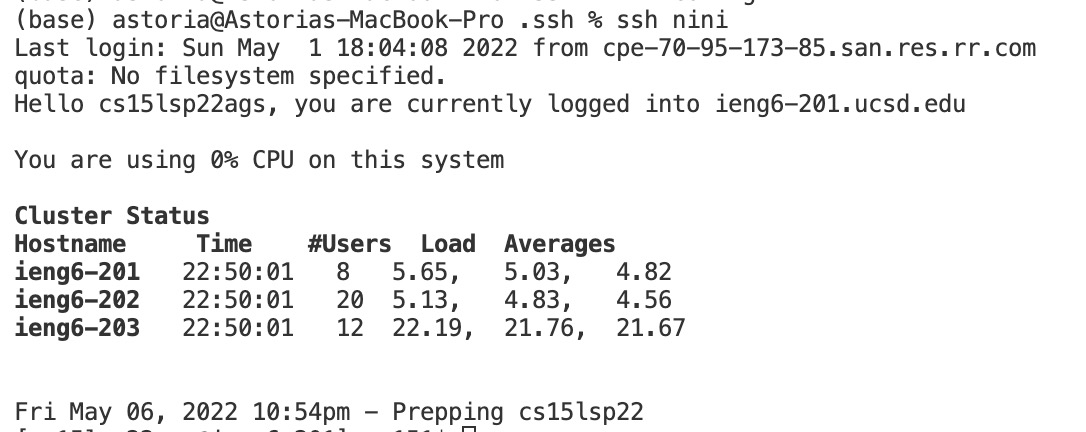 (base) astoria@Astorias-MacBook-Pro .ssh % ssh nini
Last login: Sun May  1 18:04:08 2022 from cpe-70-95-173-85.san.res.rr.com
quota: No filesystem specified.
Hello cs15lsp22ags, you are currently logged into ieng6-201.ucsd.edu
You are using 0% CPU on this system
Cluster Status
Hostname     Time    #Users  Load  Averages
ieng6-201   22:50:01   8   5.65,   5.03,   4.82
ieng6-202   22:50:01   20  5.13,   4.83,   4.56
ieng6-203   22:50:01   12  22.19,  21.76,  21.67
Fri May 06, 2022 10:54pm - Prepping cs15lsp22